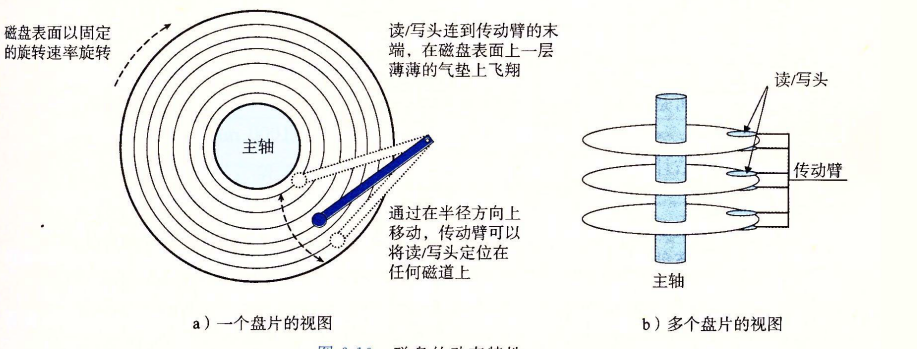 磁盘表面以固定
的旋转速率旋转
读/写头连到传动臂的末
端，在磁盘表面上一层
薄薄的气垫上飞翔
主轴
通过在半径方向上
移动，传动臂可以
将读/写头定位在
任何磁道上
a）一个盘片的视图
读/写头
传动臂
主轴
b）多个盘片的视图